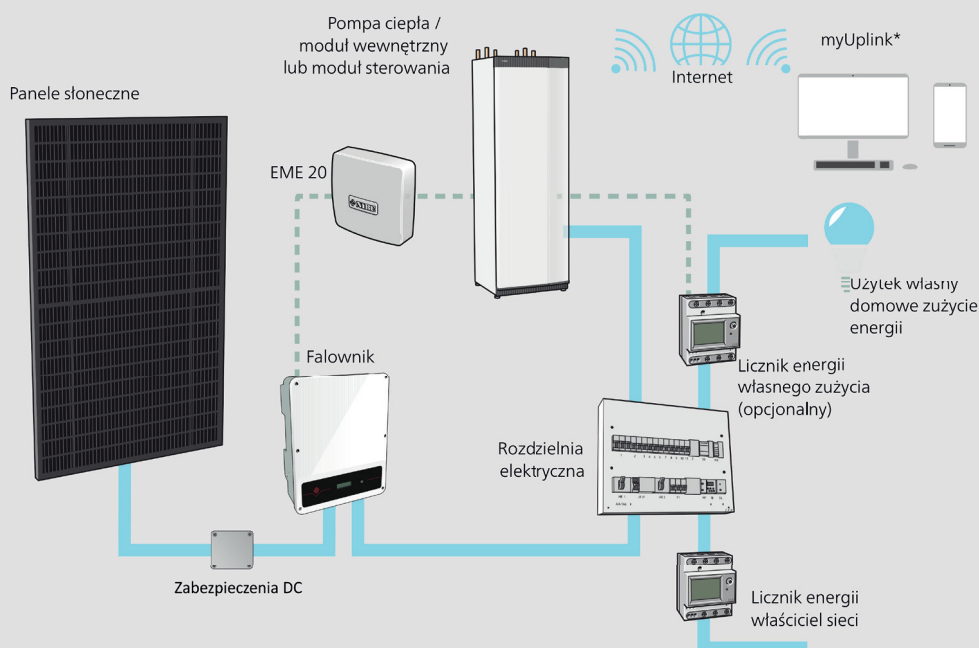 Pompa ciepła /
moduł wewnętrzny
lub moduł sterowania
Internet
myUplink*
Panele słoneczne
EME 20
NIBE
Użytek własny
domowe zużycie
energii
Falownik
Licznik energii
własnego zużycia
(opcjonalny)
Rozdzielnia
elektryczna
Zabezpieczenia DC
Licznik energii
właściciel sieci